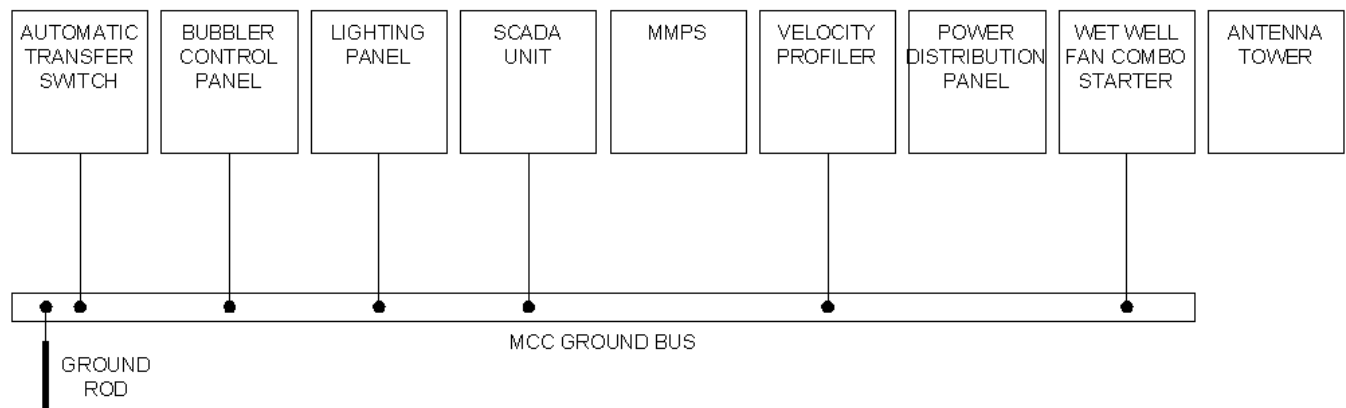 AUTOMATIC
TRANSFER
SWITCH
BUBBLER
CONTROL
PANEL
LIGHTING
PANEL
SCADA
UNIT
MMPS
VELOCITY
PROFILER
POWER
DISTRIBUTION
PANEL
WET WELL
FAN COMBO
STARTER
ANTENNA
TOWER
MCC GROUND BUS
GROUND
ROD